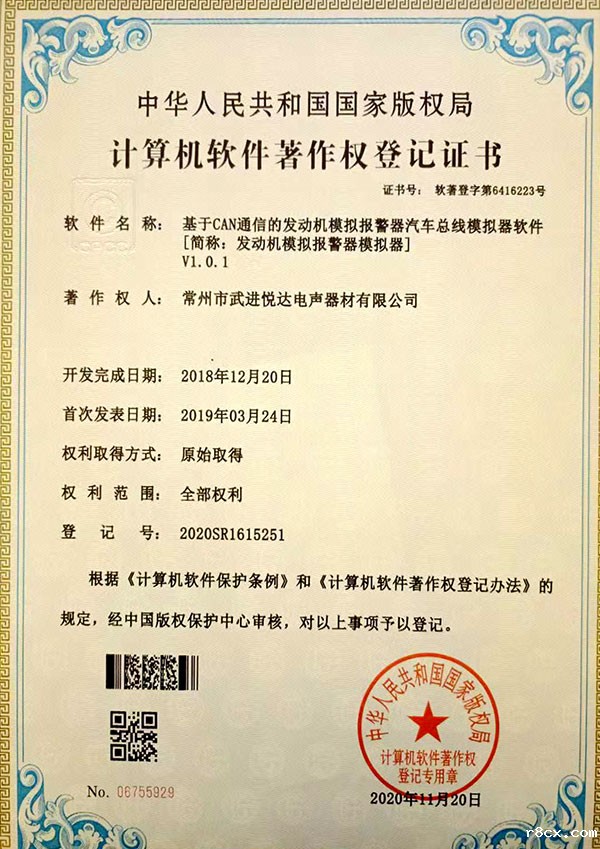 中华人民共和国国家版权局
计算机软件著作权登记证书
证书号： 软著登字第6416223号
软件名称： 基于CAN通信的发动机模拟报警器汽车总线模拟器软件
[简称：发动机模拟报警器模拟器]
V1.0.1
著作权人： 常州市武进悦达电声器材有限公司
开发完成日期： 2018年12月20日
首次发表日期： 2019年03月24日
权利取得方式： 原始取得
权利范围： 全部权利
登记号： 2020SR1615251
根据《计算机软件保护条例》和《计算机软件著作权登记办法》的
规定，经中国版权保护中心审核，对以上事项予以登记。
中华人民共和国国家版权局
计算机软件著作权
登记专用章
No. 06755929
2020年11月20日
r8cx.com